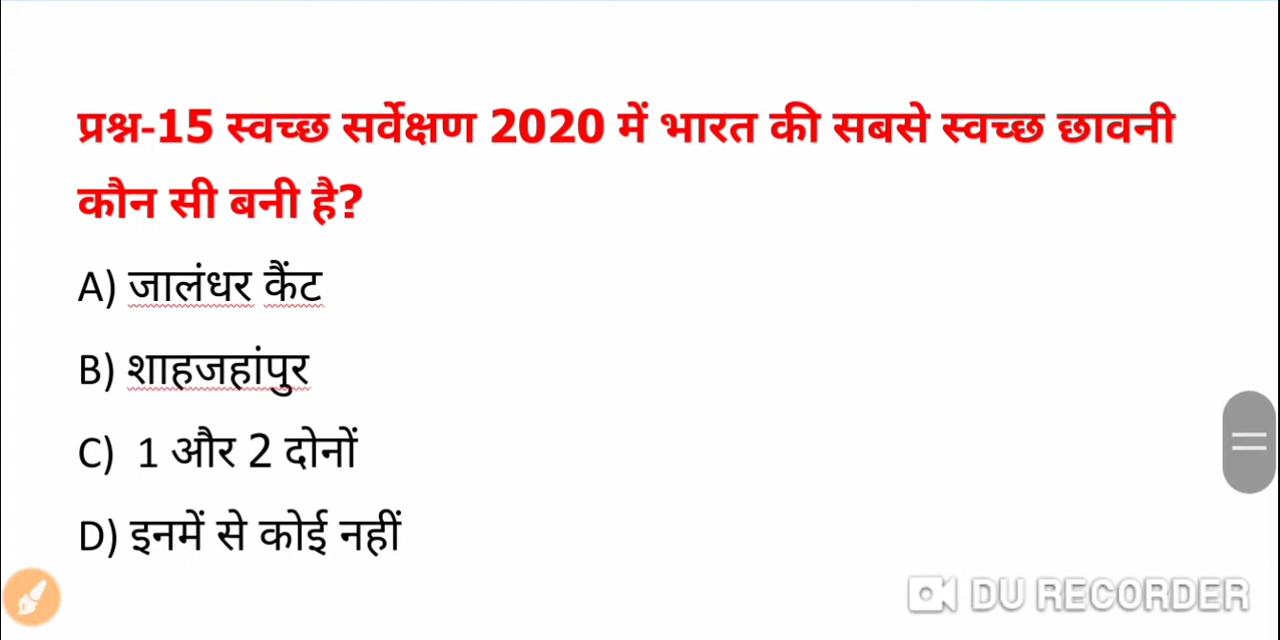 प्रश्न-15 स्वच्छ सर्वेक्षण 2020 में भारत की सबसे स्वच्छ छावनी
कौन सी बनी है?
A) जालंधर कैंट
B) शाहजहांपुर
C) 1 और 2 दोनों
D) इनमें से कोई नहीं
DU RECORDER